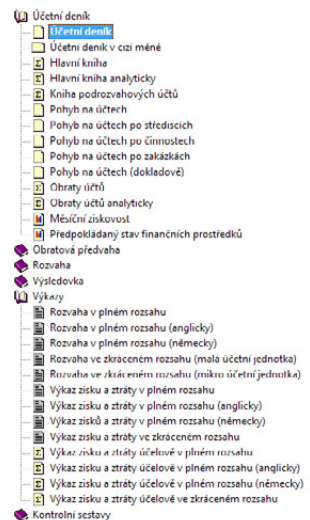 Účetní deník
Účetní deník
Účetní deník v cizí měně
Hlavní kniha
Hlavní kniha analyticky
Kniha podrozvahových účtů
Pohyb na účtech
Pohyb na účtech po střediscích
Pohyb na účtech po činnostech
Pohyb na účtech po zakázkách
Pohyb na účtech (dokladově)
Obraty účtů
Obraty účtů analyticky
Měsíční ziskovost
Předpokládaný stav finančních prostředků
Obratová předvaha
Rozvaha
Výsledovka
Výkazy
Rozvaha v plném rozsahu
Rozvaha v plném rozsahu (anglicky)
Rozvaha v plném rozsahu (německy)
Rozvaha ve zkráceném rozsahu (malá účetní jednotka)
Rozvaha ve zkráceném rozsahu (mikro účetní jednotka)
Výkaz zisku a ztráty v plném rozsahu
Výkaz zisku a ztráty v plném rozsahu (anglicky)
Výkaz zisků a ztráty v plném rozsahu (německy)
Výkaz zisku a ztráty ve zkráceném rozsahu
Výkaz zisku a ztráty účelově v plném rozsahu
Výkaz zisku a ztráty účelově v plném rozsahu (anglicky)
Výkaz zisku a ztráty účelově v plném rozsahu (německy)
Výkaz zisku a ztráty účelově ve zkráceném rozsahu
Kontrolní sestavy